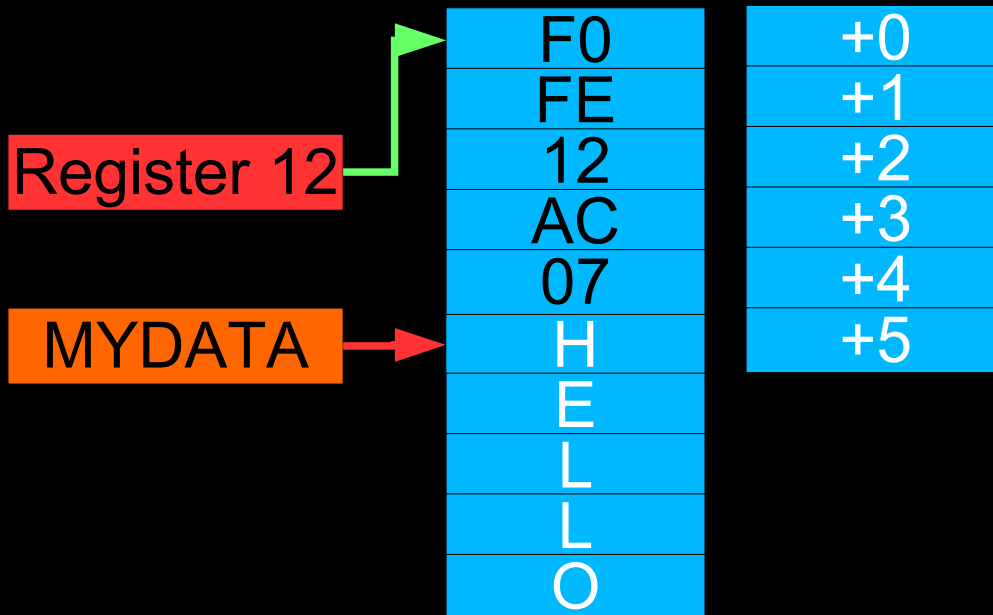 F0 +0
FE +1
Register 12 12 +2
AC +3
07 +4
MYDATA H +5
E
L
L
O